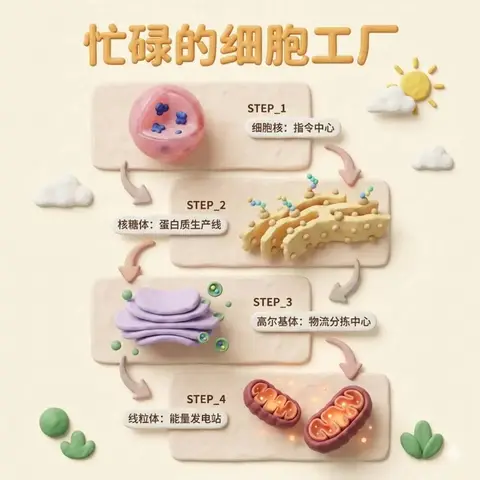 忙碌的细胞工厂
STEP_1
细胞核：指令中心
STEP_2
核糖体：蛋白质生产线
STEP_3
高尔基体：物流分拣中心
STEP_4
线粒体：能量发电站